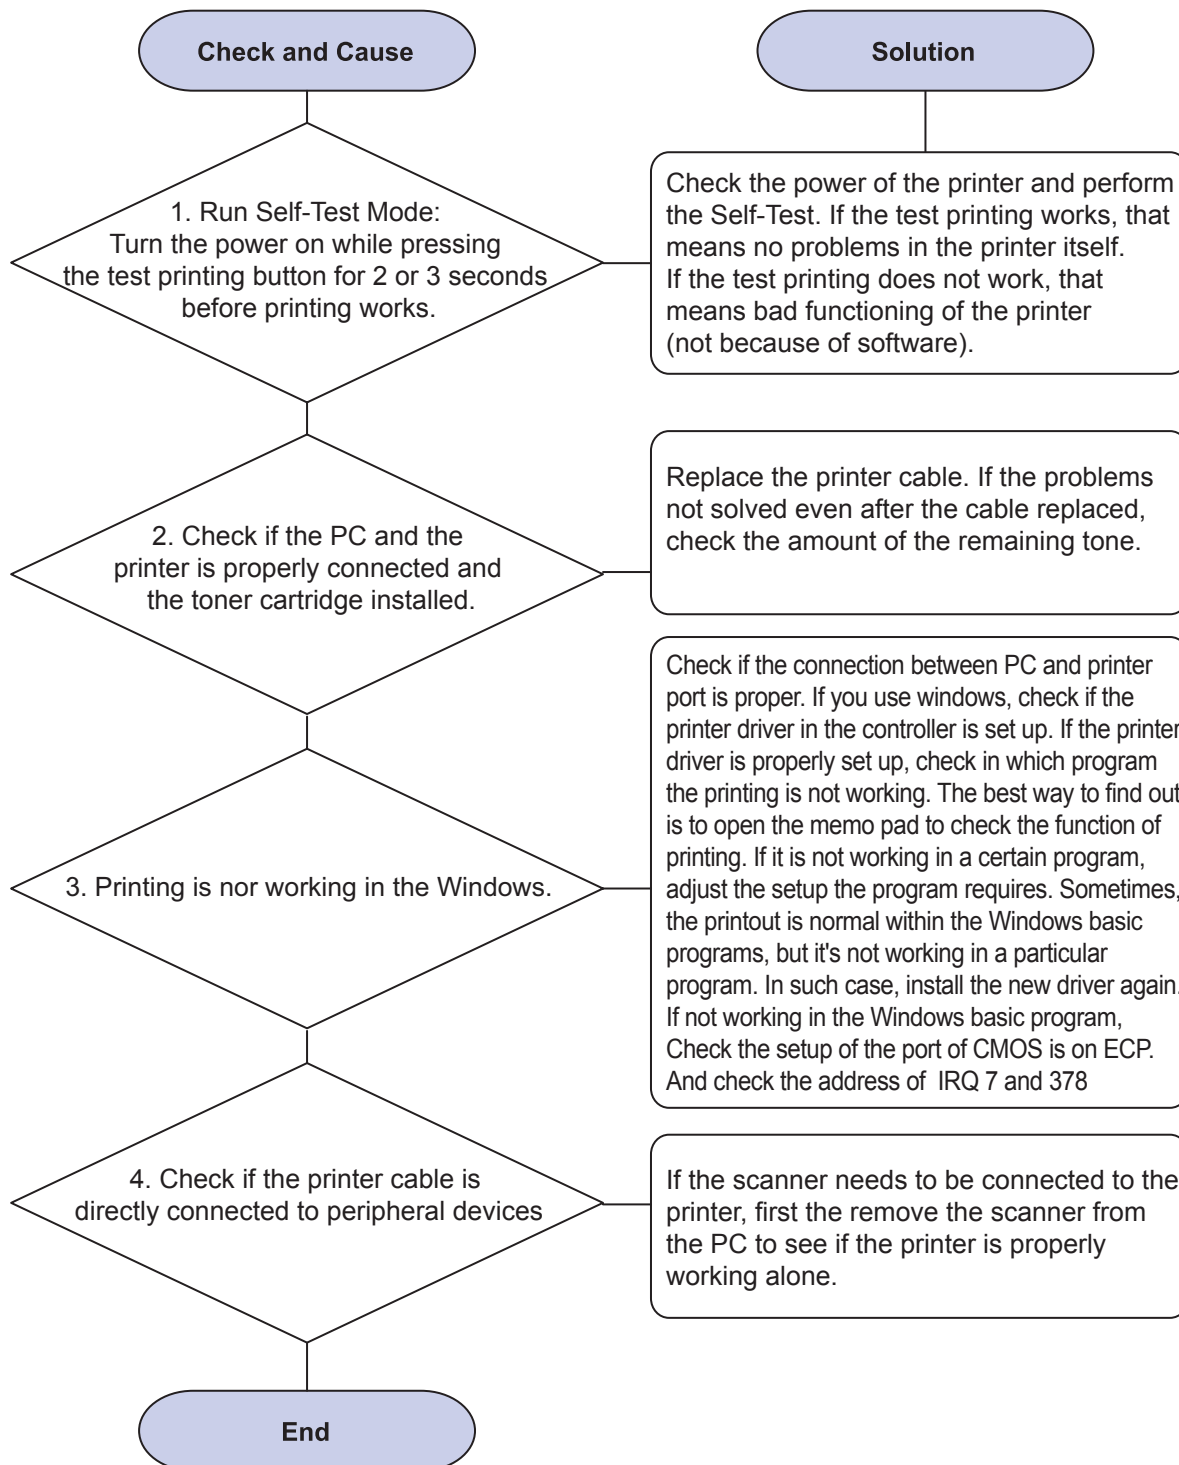 Check and Cause
Solution
1. Run Self-Test Mode:
Turn the power on while pressing
the test printing button for 2 or 3 seconds
before printing works.
Check the power of the printer and perform
the Self-Test. If the test printing works, that
means no problems in the printer itself.
If the test printing does not work, that
means bad functioning of the printer
(not because of software).
2. Check if the PC and the
printer is properly connected and
the toner cartridge installed.
Replace the printer cable. If the problems
not solved even after the cable replaced,
check the amount of the remaining tone.
3. Printing is nor working in the Windows.
Check if the connection between PC and printer
port is proper. If you use windows, check if the
printer driver in the controller is set up. If the printer
driver is properly set up, check in which program
the printing is not working. The best way to find out
is to open the memo pad to check the function of
printing. If it is not working in a certain program,
adjust the setup the program requires. Sometimes,
the printout is normal within the Windows basic
programs, but it's not working in a particular
program. In such case, install the new driver again.
If not working in the Windows basic program,
Check the setup of the port of CMOS is on ECP.
And check the address of IRQ 7 and 378
4. Check if the printer cable is
directly connected to peripheral devices
If the scanner needs to be connected to the
printer, first the remove the scanner from
the PC to see if the printer is properly
working alone.
End